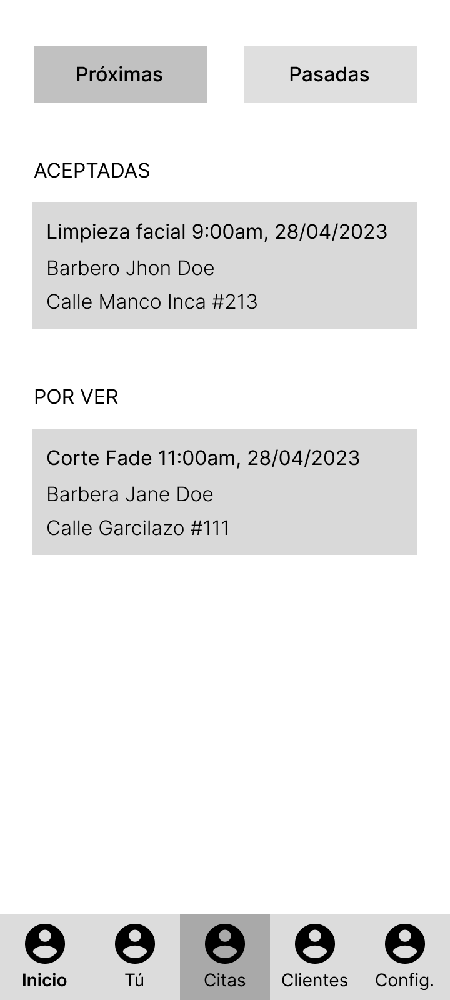 Próximas
Pasadas
ACEPTADAS
Limpieza facial 9:00am, 28/04/2023
Barbero Jhon Doe
Calle Manco Inca #213
POR VER
Corte Fade 11:00am, 28/04/2023
Barbera Jane Doe
Calle Garcilazo #111
Inicio
Tú
Citas
Clientes
Config.